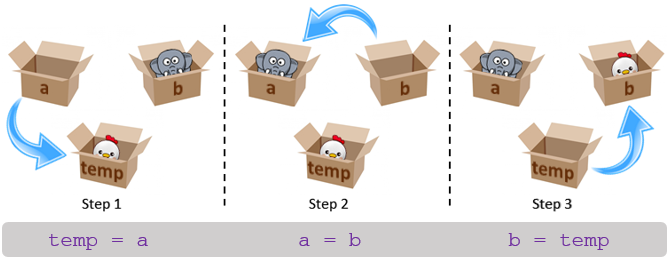 a
b
temp
Step 1
a
b
temp
Step 2
a
b
temp
Step 3
temp = a
a = b
b = temp